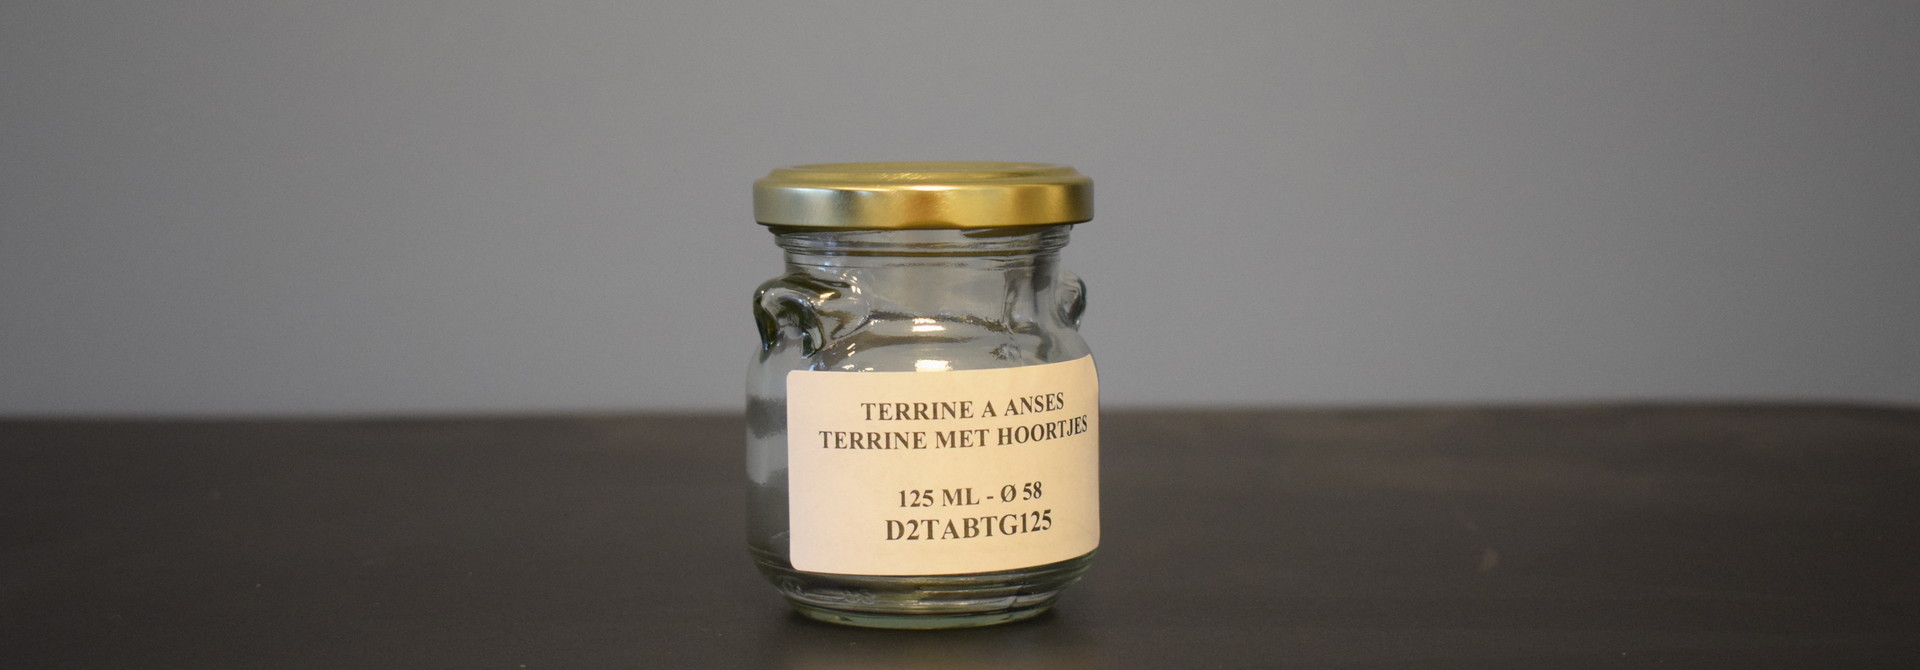 TERRINE A ANSES
TERRINE MET HOORTJES
125 ML - Ø 58
D2TABTG125